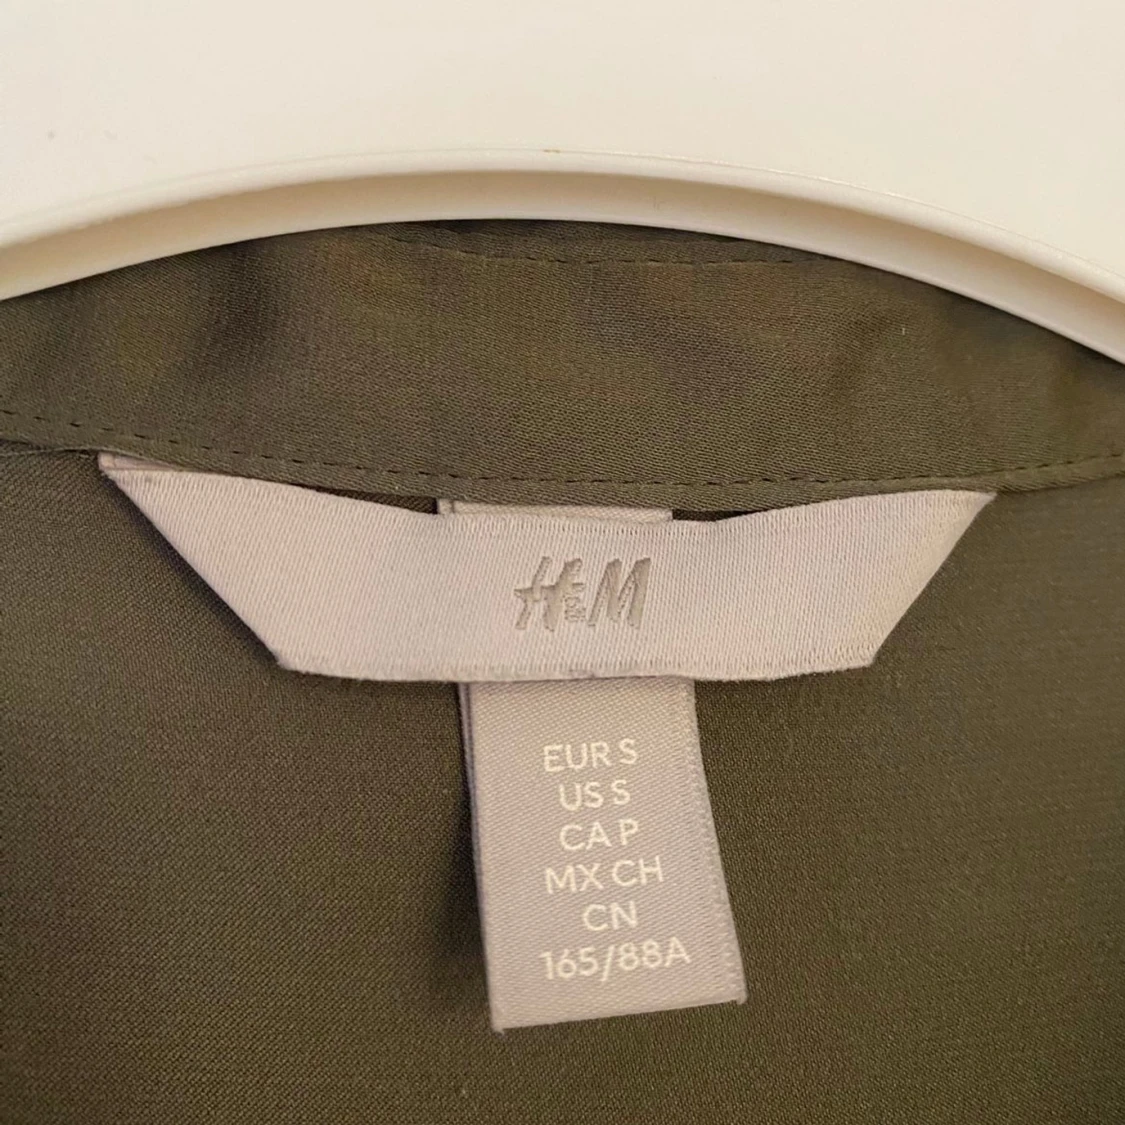 H&M
EUR S
US S
CA P
MX CH
CN
165/88A